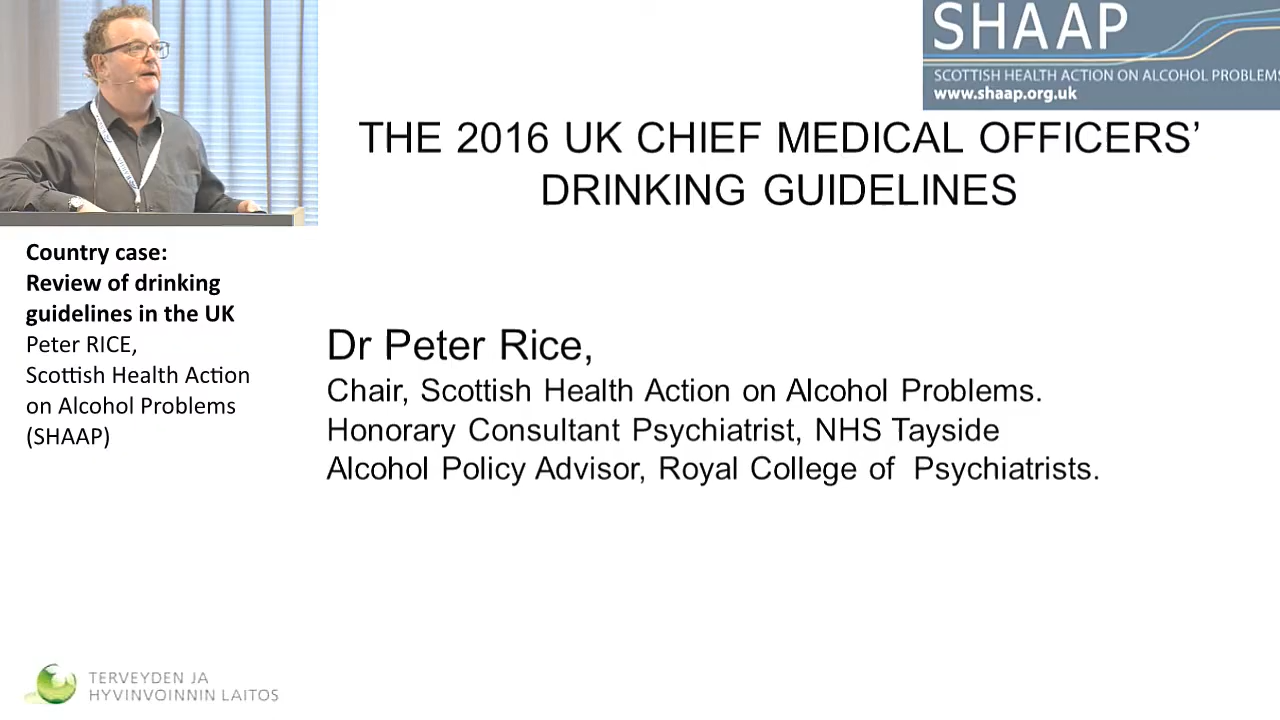 SHAAP
SCOTTISH HEALTH ACTION ON ALCOHOL PROBLEMS
www.shaap.org.uk
THE 2016 UK CHIEF MEDICAL OFFICERS’
DRINKING GUIDELINES
Country case:
Review of drinking
guidelines in the UK
Peter RICE,
Scottish Health Action
on Alcohol Problems
(SHAAP)
Dr Peter Rice,
Chair, Scottish Health Action on Alcohol Problems.
Honorary Consultant Psychiatrist, NHS Tayside
Alcohol Policy Advisor, Royal College of Psychiatrists.
TERVEYDEN JA
HYVINVOINNIN LAITOS